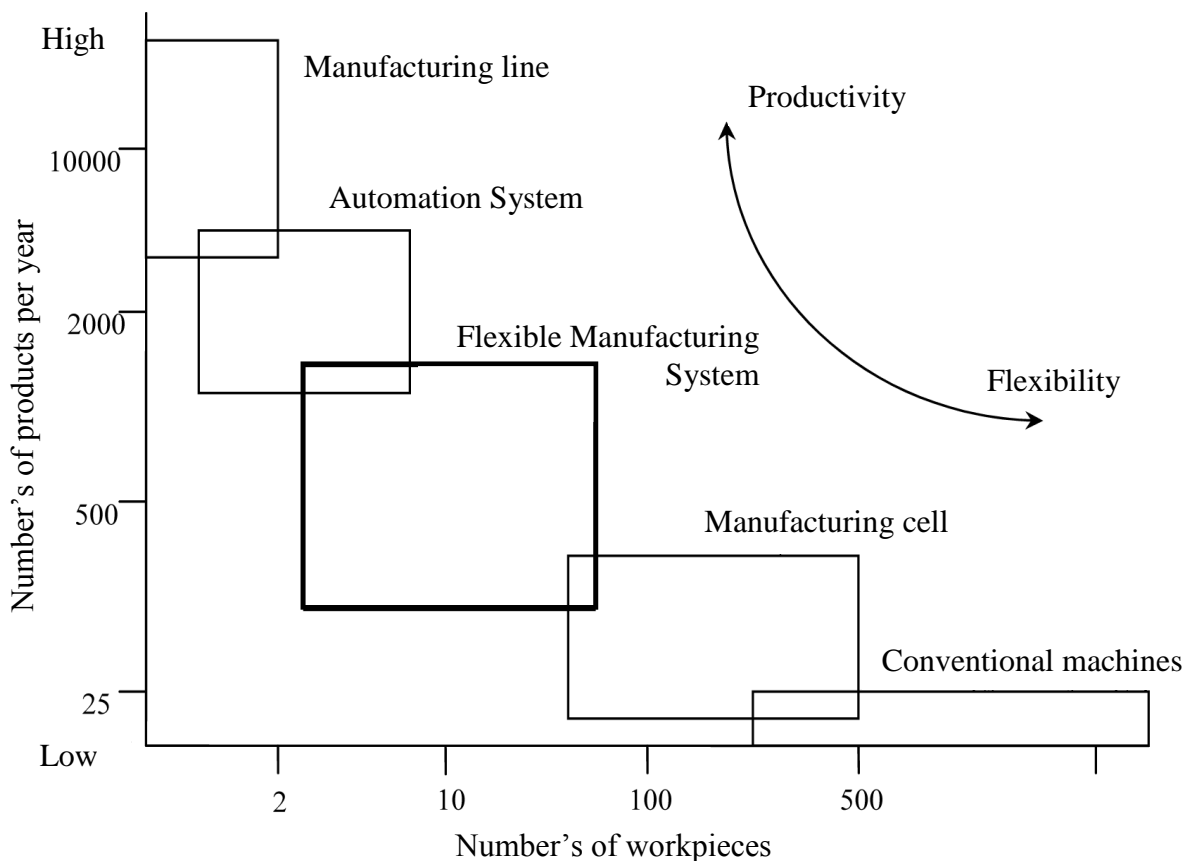 High
Manufacturing line
Productivity
10000
Automation System
Number’s of products per year
2000
Flexible Manufacturing
System
Flexibility
500
Manufacturing cell
Conventional machines
25
Low
2
10
100
500
Number’s of workpieces